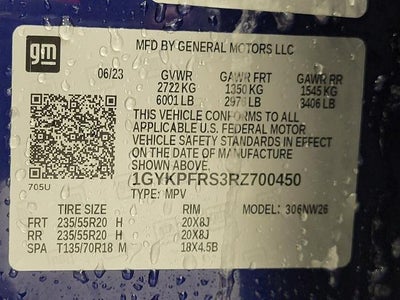 gm
MFD BY GENERAL MOTORS LLC
06/23 GVWR GAWR FRT GAWR RR
2722 KG 1350 KG 1545 KG
6001 LB 2976 LB 3406 LB
THIS VEHICLE CONFORMS TO ALL
APPLICABLE U.S. FEDERAL MOTOR
VEHICLE SAFETY STANDARDS IN EFFECT
ON THE DATE OF MANUFACTURE
SHOWN ABOVE.
705U
1GYKPFRS3RZ700450
TYPE: MPV
TIRE SIZE RIM MODEL: 306NW26
FRT 235/55R20 H 20X8J
RR 235/55R20 H 20X8J
SPA T135/70R18 M 18X4.5B